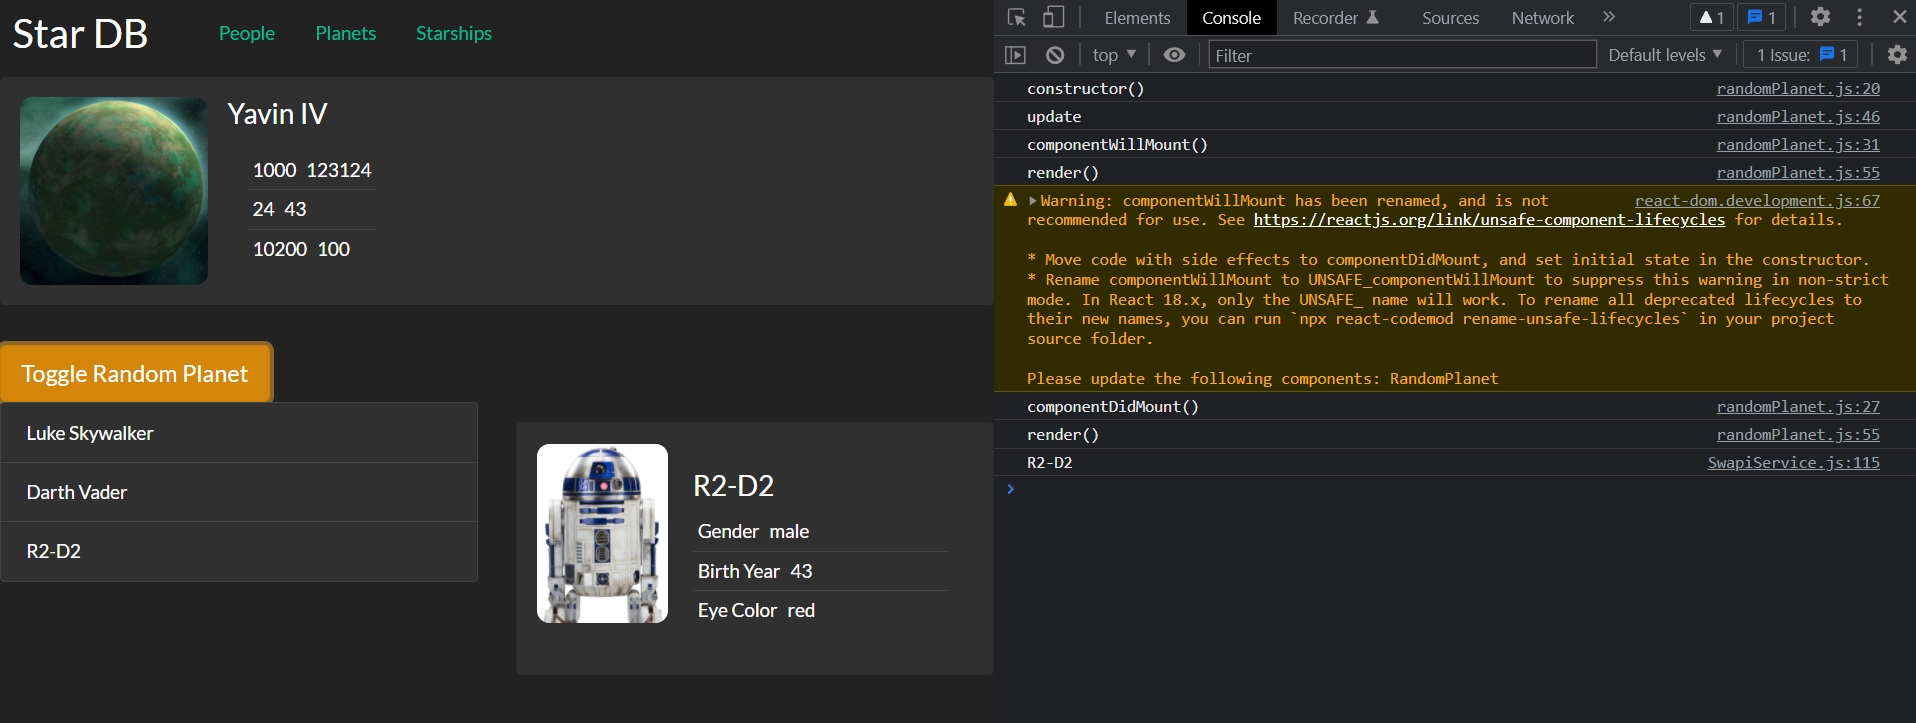 Star DB People Planets Starships
Yavin IV
1000 123124
24 43
10200 100
Toggle Random Planet
Luke Skywalker
Darth Vader
R2-D2
R2-D2
Gender male
Birth Year 43
Eye Color red
Elements Console Recorder Sources Network » 1 1
top Filter Default levels 1 Issue: 1
constructor() randomPlanet.js:20
update randomPlanet.js:46
componentWillMount() randomPlanet.js:31
render() randomPlanet.js:55
Warning: componentWillMount has been renamed, and is not react-dom.development.js:67
recommended for use. See https://reactjs.org/link/unsafe-component-lifecycles for details.
* Move code with side effects to componentDidMount, and set initial state in the constructor.
* Rename componentWillMount to UNSAFE_componentWillMount to suppress this warning in non-strict
mode. In React 18.x, only the UNSAFE_ name will work. To rename all deprecated lifecycles to
their new names, you can run `npx react-codemod rename-unsafe-lifecycles` in your project
source folder.
Please update the following components: RandomPlanet
componentDidMount() randomPlanet.js:27
render() randomPlanet.js:55
R2-D2 SwapiService.js:115